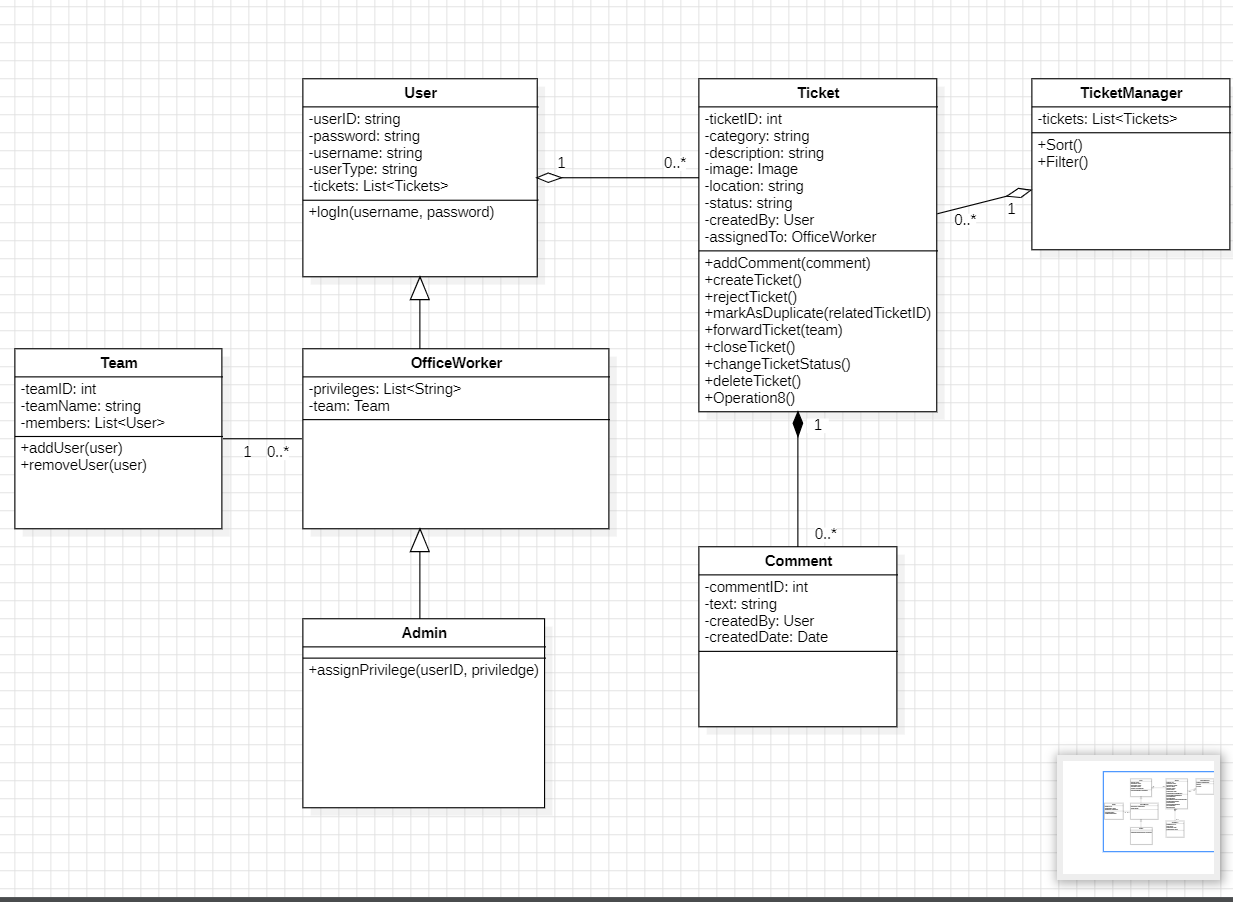 User
-userID: string
-password: string
-username: string
-userType: string
-tickets: List<Tickets>
+logIn(username, password)
1
0..*
Ticket
-ticketID: int
-category: string
-description: string
-image: Image
-location: string
-status: string
-createdBy: User
-assignedTo: OfficeWorker
+addComment(comment)
+createTicket()
+rejectTicket()
+markAsDuplicate(relatedTicketID)
+forwardTicket(team)
+closeTicket()
+changeTicketStatus()
+deleteTicket()
+Operation8()
TicketManager
-tickets: List<Tickets>
+Sort()
+Filter()
0..*
1
Team
-teamID: int
-teamName: string
-members: List<User>
+addUser(user)
+removeUser(user)
1
0..*
OfficeWorker
-privileges: List<String>
-team: Team
1
0..*
Admin
+assignPrivilege(userID, priviledge)
Comment
-commentID: int
-text: string
-createdBy: User
-createdDate: Date